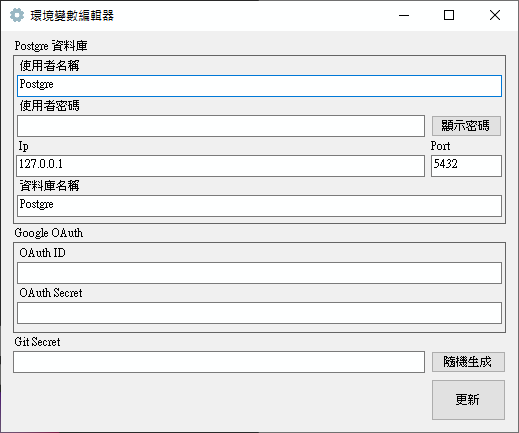 環境變數編輯器
Postgre 資料庫
使用者名稱
Postgre
使用者密碼
顯示密碼
Ip
Port
127.0.0.1
5432
資料庫名稱
Postgre
Google OAuth
OAuth ID
OAuth Secret
Git Secret
隨機生成
更新